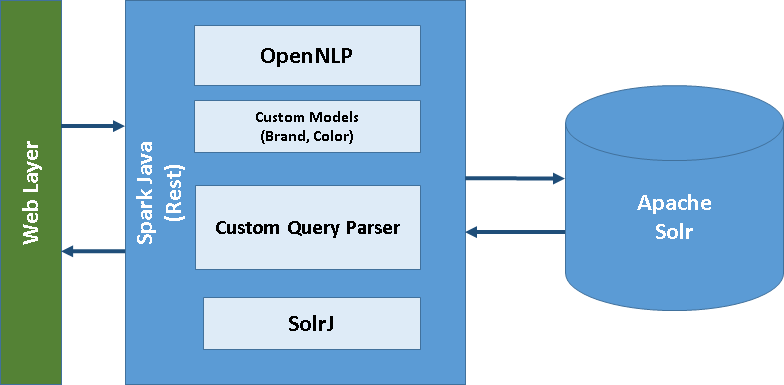 Web Layer
Spark Java
(Rest)
OpenNLP
Custom Models
(Brand, Color)
Custom Query Parser
SolrJ
Apache
Solr